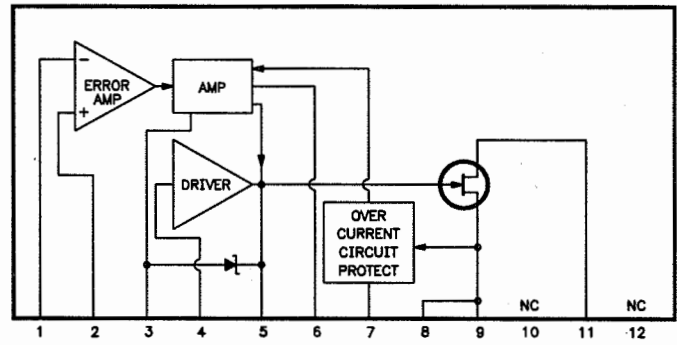 −
ERROR
AMP
+
AMP
DRIVER
OVER
CURRENT
CIRCUIT
PROTECT
NC
NC
1 2 3 4 5 6 7 8 9 10 11 12